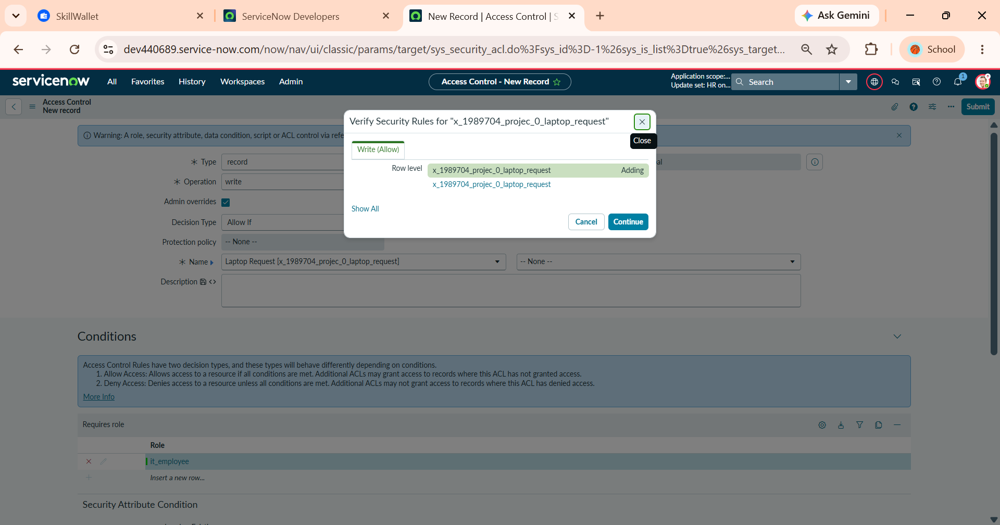 SkillWallet
ServiceNow Developers
New Record | Access Control | S
Ask Gemini
dev440689.service-now.com/now/nav/ui/classic/params/target/sys_security_acl.do%3Fsys_id%3D-1%26sys_is_list%3Dtrue%26sys_target...
School
servicenow
All
Favorites
History
Workspaces
Admin
Access Control - New Record
Application scope:...
Update set: HR on...
Search
1
Access Control
New record
Submit
Warning: A role, security attribute, data condition, script or ACL control via refe
Verify Security Rules for "x_1989704_projec_0_laptop_request"
Close
Write (Allow)
Row level
x_1989704_projec_0_laptop_request
Adding
x_1989704_projec_0_laptop_request
Show All
Cancel
Continue
Type
record
Operation
write
Admin overrides
Decision Type
Allow If
Protection policy
-- None --
Name
Laptop Request [x_1989704_projec_0_laptop_request]
-- None --
Description
Conditions
Access Control Rules have two decision types, and these types will behave differently depending on conditions.
1. Allow Access: Allows access to a resource if all conditions are met. Additional ACLs may grant access to records where this ACL has not granted access.
2. Deny Access: Denies access to a resource unless all conditions are met. Additional ACLs may not grant access to records where this ACL has denied access.
More Info
Requires role
Role
it_employee
Insert a new row...
Security Attribute Condition